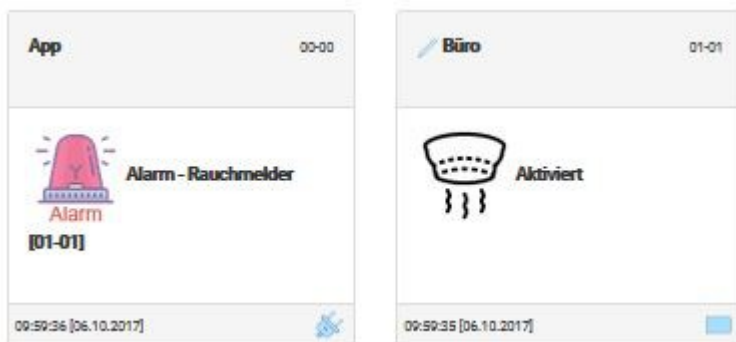 App
00-00
Alarm - Rauchmelder
Alarm
[01-01]
09:59:36 [06.10.2017]
Büro
01-01
Aktiviert
09:59:35 [06.10.2017]